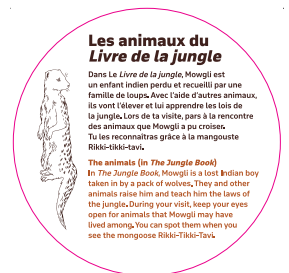 Les animaux du
Livre de la jungle
Dans Le Livre de la jungle, Mowgli est
un enfant indien perdu et recueilli par une
famille de loups. Avec l'aide d'autres animaux,
ils vont l'élever et lui apprendre les lois de
la jungle. Lors de ta visite, pars à la rencontre
des animaux que Mowgli a pu croiser.
Tu les reconnaîtras grâce à la mangouste
Rikki-tikki-tavi.
The animals (in The Jungle Book)
In The Jungle Book, Mowgli is a lost Indian boy
taken in by a pack of wolves. They and other
animals raise him and teach him the laws of
the jungle. During your visit, keep your eyes
open for animals that Mowgli may have
lived among. You can spot them when you
see the mongoose Rikki-Tikki-Tavi.